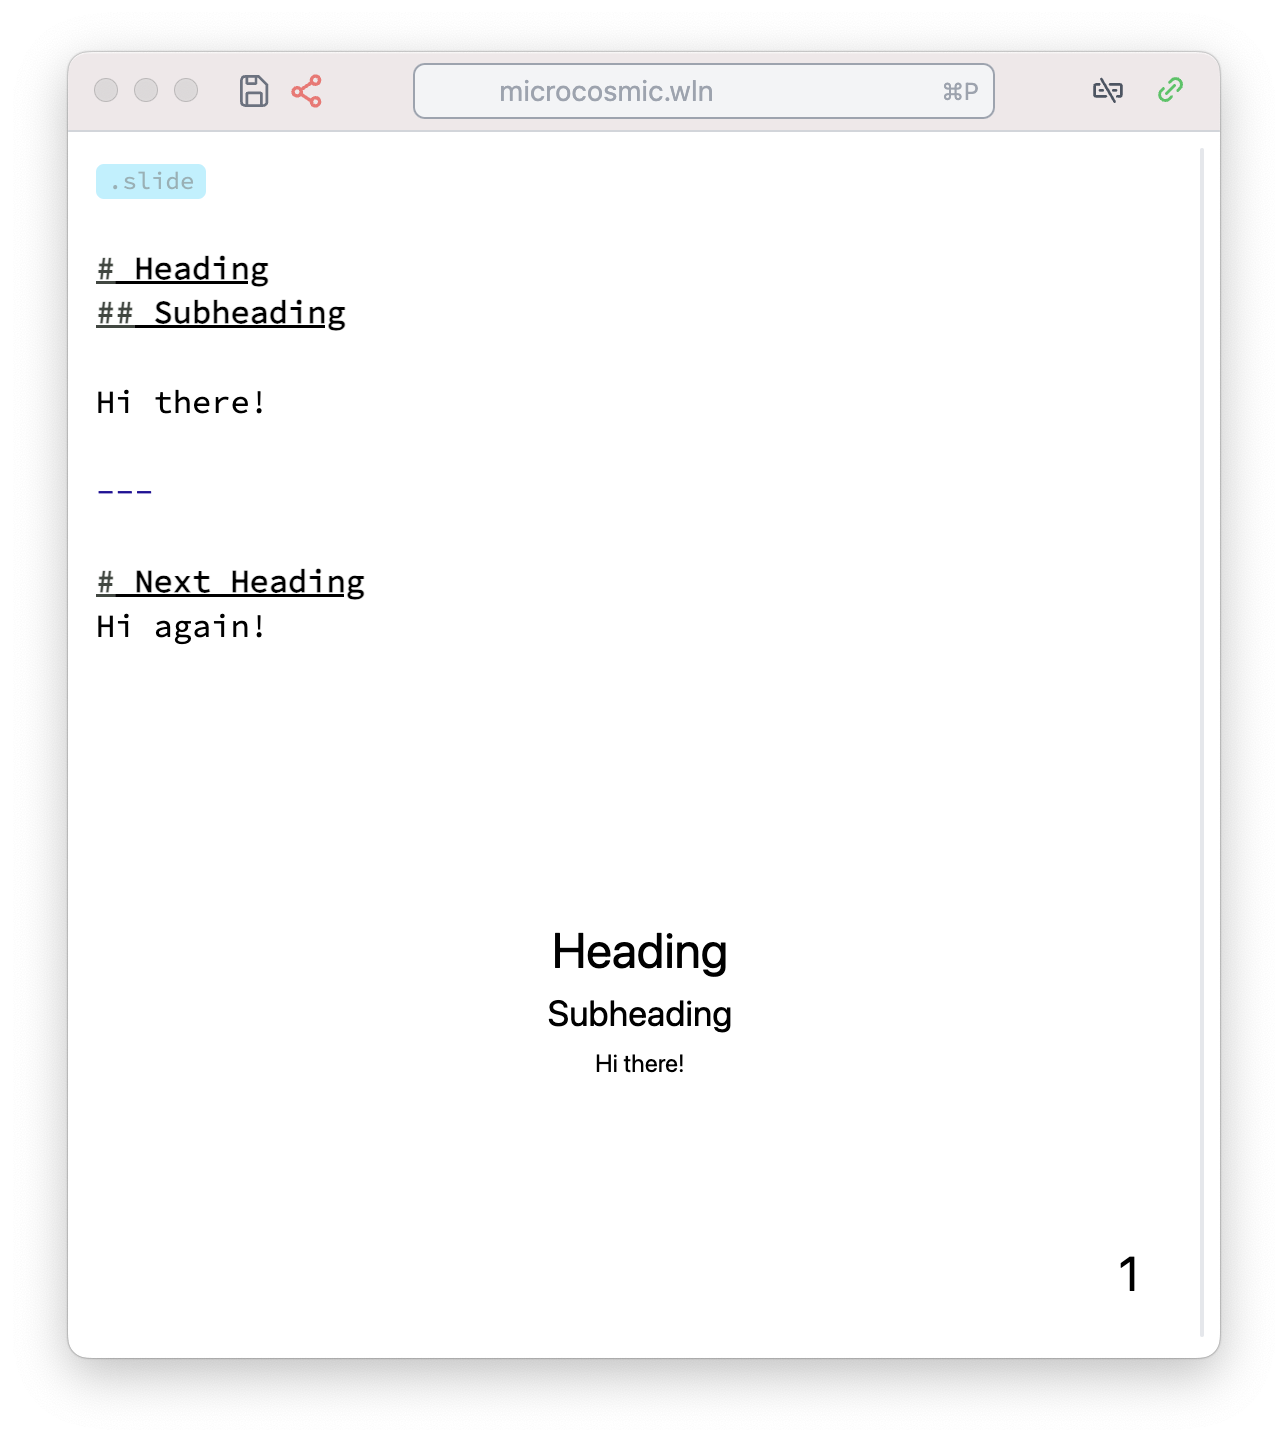 microcosmic.wln ⌘P
.slide
# Heading
## Subheading
Hi there!
---
# Next Heading
Hi again!
Heading
Subheading
Hi there!
1